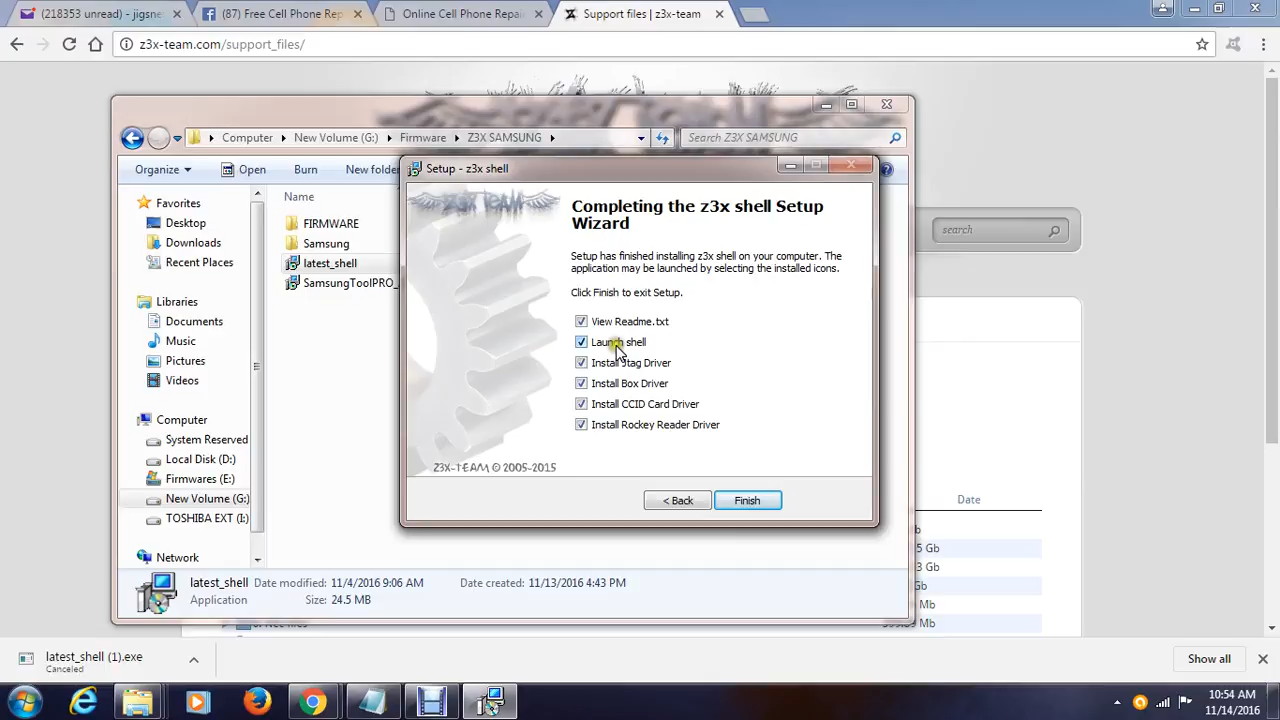 (218353 unread) - jigsne
(87) Free Cell Phone Rep
Online Cell Phone Repair
Support files | z3x-team
z3x-team.com/support_files/
Computer
New Volume (G:)
Firmware
Z3X SAMSUNG
Search Z3X SAMSUNG
Organize
Open
Burn
New folder
Favorites
Desktop
Downloads
Recent Places
Libraries
Documents
Music
Pictures
Videos
Computer
System Reserved
Local Disk (D:)
Firmwares (E:)
New Volume (G:)
TOSHIBA EXT (I:)
Network
Name
FIRMWARE
Samsung
latest_shell
SamsungToolPRO_
Setup - z3x shell
Z3X TEAM
Completing the z3x shell Setup
Wizard
Setup has finished installing z3x shell on your computer. The
application may be launched by selecting the installed icons.
Click Finish to exit Setup.
View Readme.txt
Launch shell
Install Jtag Driver
Install Box Driver
Install CCID Card Driver
Install Rockey Reader Driver
Z3X-TEAM © 2005-2015
< Back
Finish
latest_shell
Date modified: 11/4/2016 9:06 AM
Date created: 11/13/2016 4:43 PM
Application
Size: 24.5 MB
search
Date
b
5 Gb
3 Gb
Gb
Mb
Mb
latest_shell (1).exe
Canceled
Show all
10:54 AM
11/14/2016